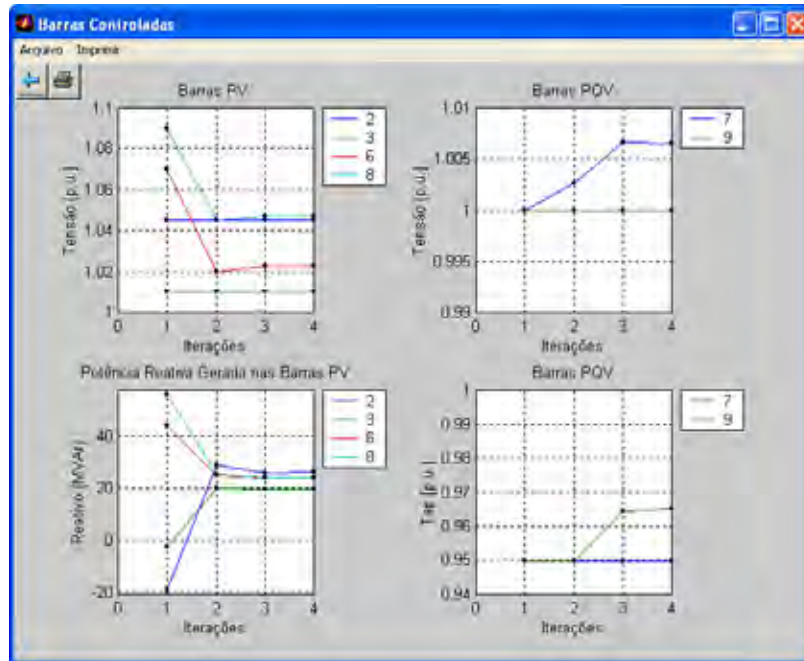 Barras Controladas
Arquivo Imprimir
Barras PV
1.1
1.08
1.06
1.04
1.02
1
Tensão [p.u.]
0 1 2 3 4
Iterações
2
3
6
8
Barras PQV
1.01
1.005
1
0.995
0.99
Tensão [p.u.]
0 1 2 3 4
Iterações
7
9
Potência Reativa Gerada nas Barras PV
40
20
0
-20
Reativo [MVAr]
0 1 2 3 4
Iterações
2
3
6
8
Barras PQV
1
0.99
0.98
0.97
0.96
0.95
0.94
Tap [p.u.]
0 1 2 3 4
Iterações
7
9